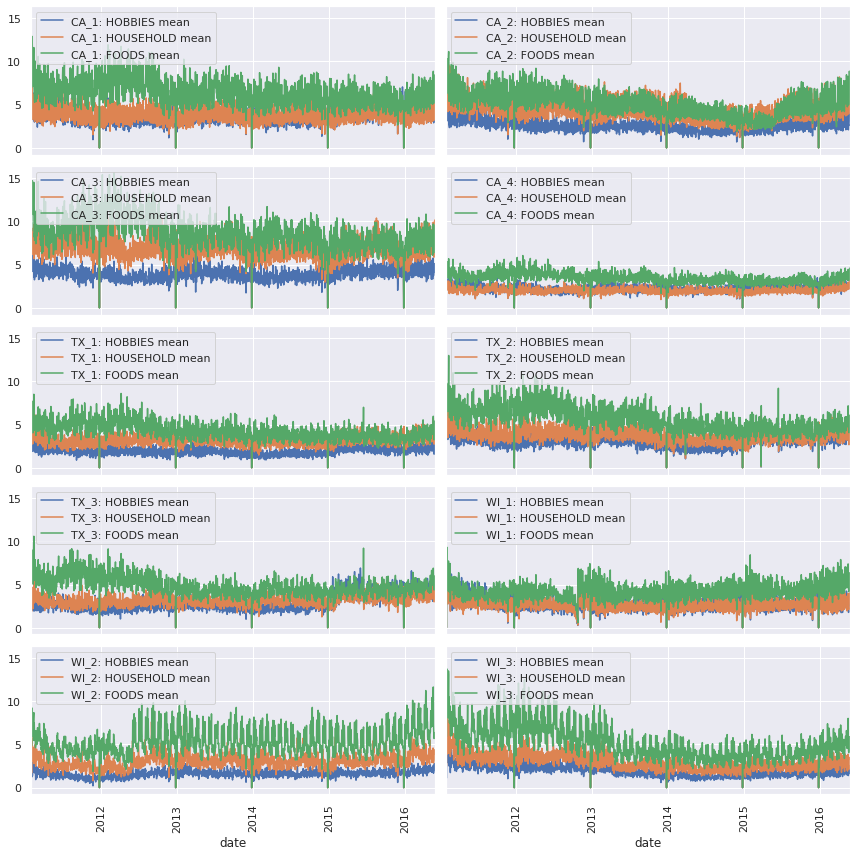 15
10
5
0
CA_1: HOBBIES mean
CA_1: HOUSEHOLD mean
CA_1: FOODS mean
CA_2: HOBBIES mean
CA_2: HOUSEHOLD mean
CA_2: FOODS mean
15
10
5
0
CA_3: HOBBIES mean
CA_3: HOUSEHOLD mean
CA_3: FOODS mean
CA_4: HOBBIES mean
CA_4: HOUSEHOLD mean
CA_4: FOODS mean
15
10
5
0
TX_1: HOBBIES mean
TX_1: HOUSEHOLD mean
TX_1: FOODS mean
TX_2: HOBBIES mean
TX_2: HOUSEHOLD mean
TX_2: FOODS mean
15
10
5
0
TX_3: HOBBIES mean
TX_3: HOUSEHOLD mean
TX_3: FOODS mean
WI_1: HOBBIES mean
WI_1: HOUSEHOLD mean
WI_1: FOODS mean
15
10
5
0
WI_2: HOBBIES mean
WI_2: HOUSEHOLD mean
WI_2: FOODS mean
WI_3: HOBBIES mean
WI_3: HOUSEHOLD mean
WI_3: FOODS mean
2012
2013
2014
2015
2016
date
2012
2013
2014
2015
2016
date